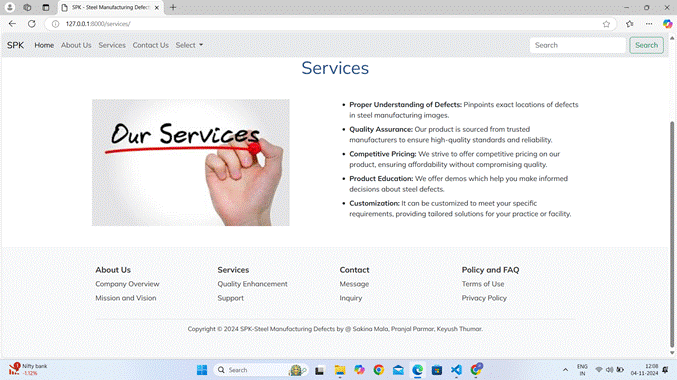 SPK - Steel Manufacturing Defect
127.0.0.1:8000/services/
SPK Home About Us Services Contact Us Select Search Search
Services
Our Services
Proper Understanding of Defects: Pinpoints exact locations of defects
in steel manufacturing images.
Quality Assurance: Our product is sourced from trusted
manufacturers to ensure high-quality standards and reliability.
Competitive Pricing: We strive to offer competitive pricing on our
product, ensuring affordability without compromising quality.
Product Education: We offer demos which help you make informed
decisions about steel defects.
Customization: It can be customized to meet your specific
requirements, providing tailored solutions for your practice or facility.
About Us Services Contact Policy and FAQ
Company Overview Quality Enhancement Message Terms of Use
Mission and Vision Support Inquiry Privacy Policy
Copyright © 2024 SPK-Steel Manufacturing Defects by @ Sakina Mala, Pranjal Parmar, Keyush Thumar.
Nifty bank Search ENG 12:08
-1.12% IN 04-11-2024